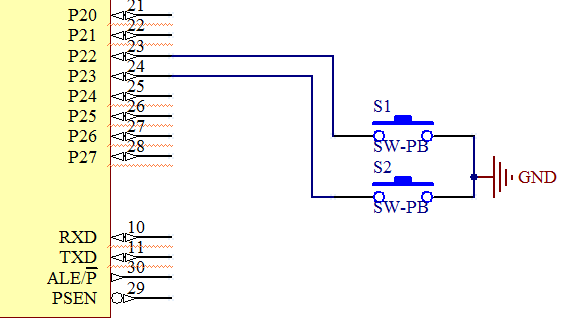 21
P20
22
P21
23
P22
24
P23
25
P24
26
P25
27
P26
28
P27
S1
SW-PB
S2
SW-PB
GND
10
RXD
11
TXD
30
ALE/P
29
PSEN